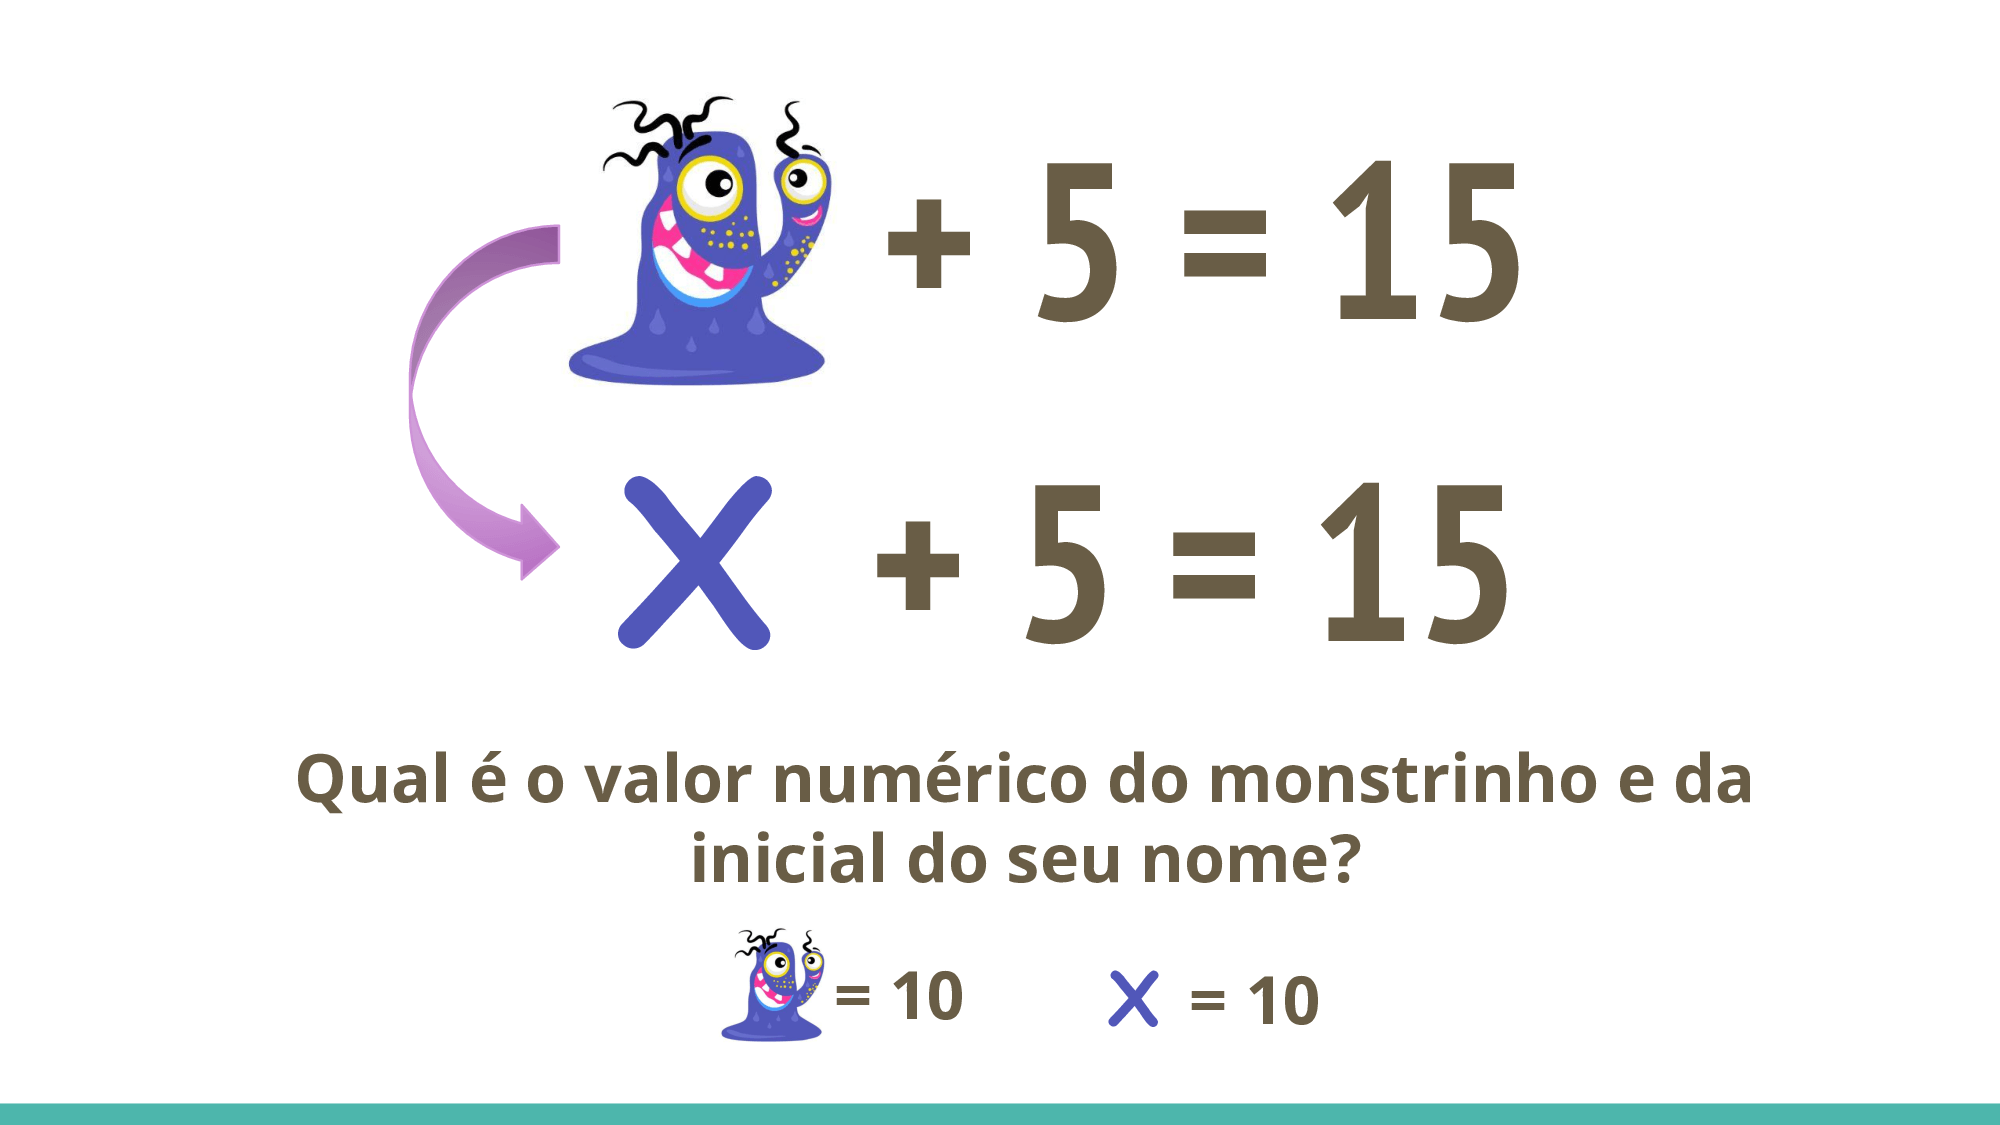 + 5 = 15
x + 5 = 15
Qual é o valor numérico do monstrinho e da
inicial do seu nome?
= 10
x = 10